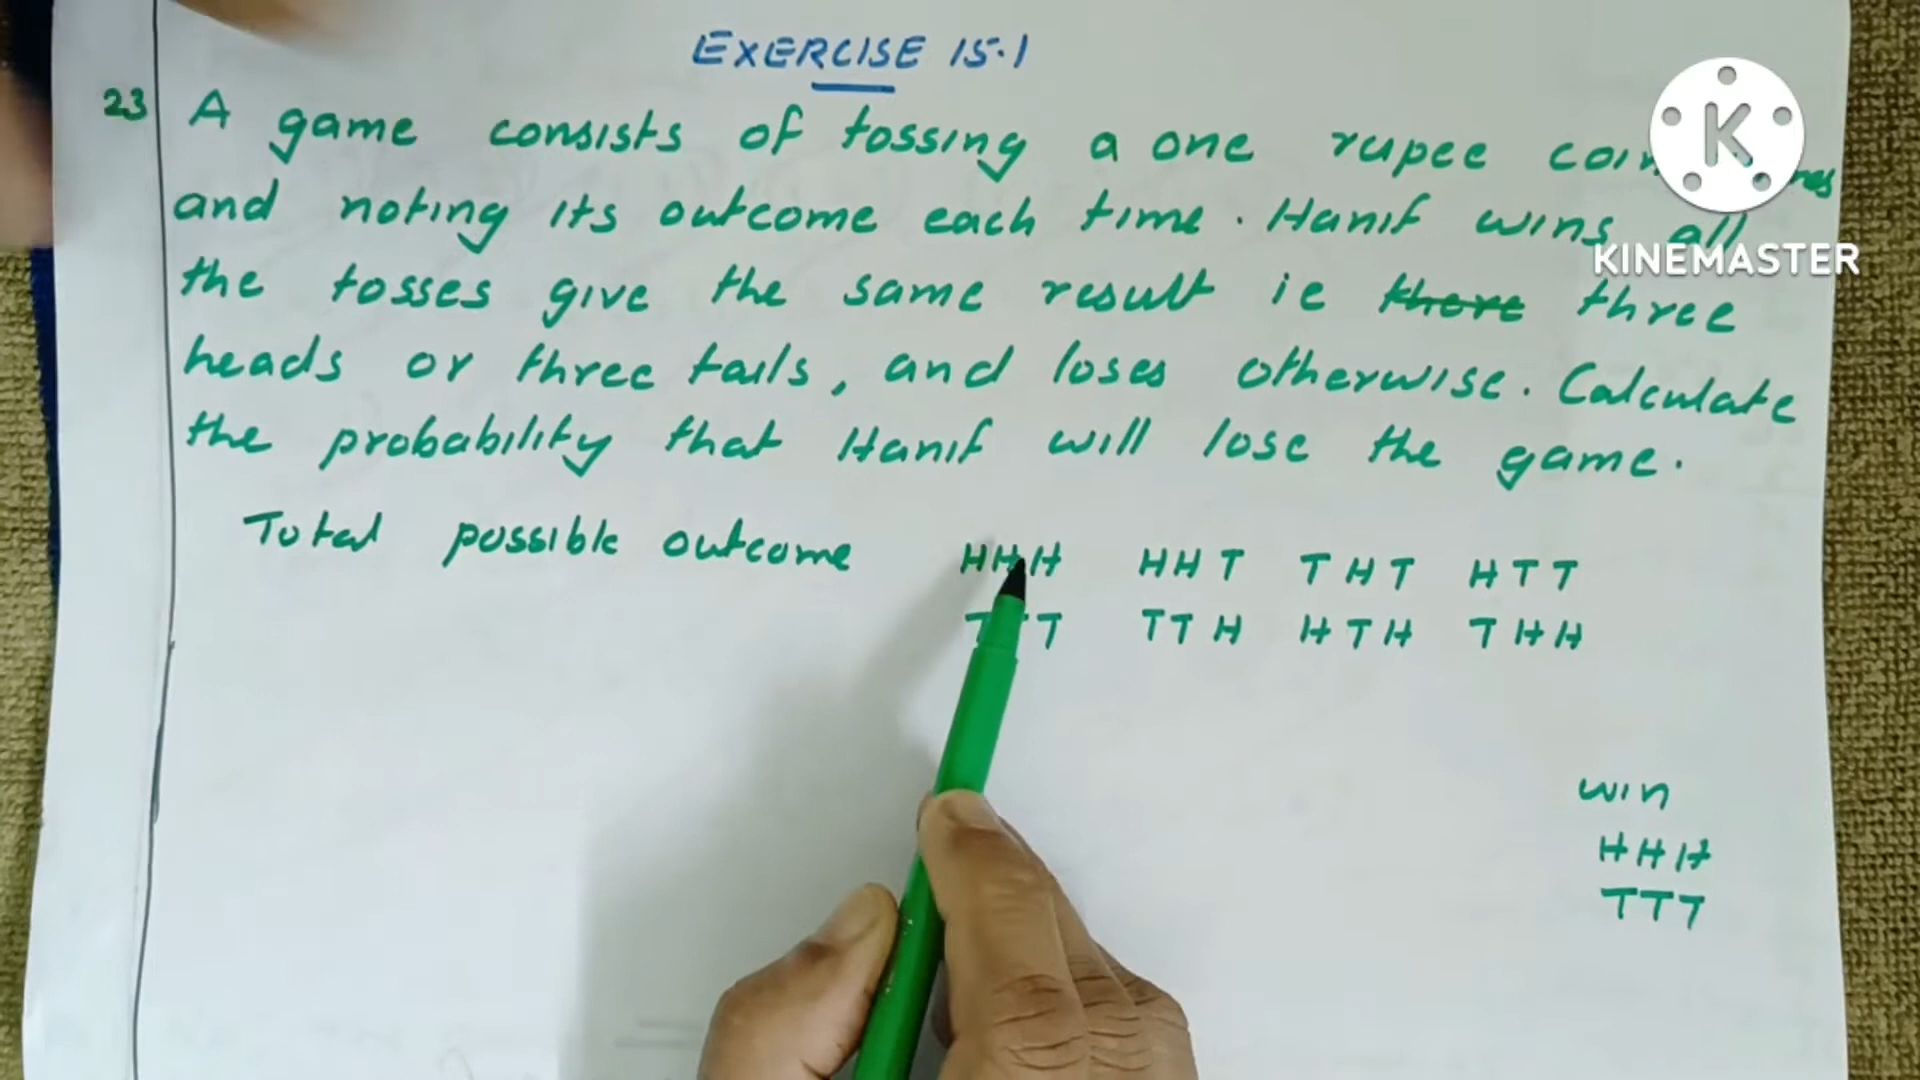 EXERCISE 15.1
23 A game consists of tossing a one rupee coin
and noting its outcome each time. Hanif wins all
the tosses give the same result ie there three
heads or three tails, and loses otherwise. Calculate
the probability that Hanif will lose the game.
Total possible outcome HHH HHT THT HTT
TTT TTH HTH THH
win
HHH
TTT
K
KINEMASTER